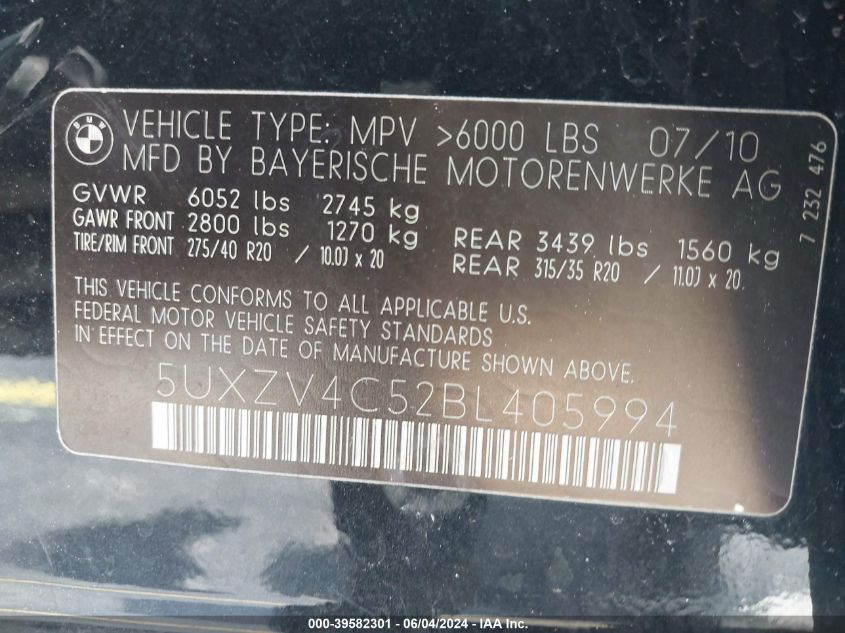 BMW
VEHICLE TYPE: MPV >6000 LBS 07/10
MFD BY BAYERISCHE MOTORENWERKE AG
GVWR 6052 lbs 2745 kg
GAWR FRONT 2800 lbs 1270 kg REAR 3439 lbs 1560 kg
TIRE/RIM FRONT 275/40 R20 / 10.0J x 20 REAR 315/35 R20 / 11.0J x 20.
THIS VEHICLE CONFORMS TO ALL APPLICABLE U.S.
FEDERAL MOTOR VEHICLE SAFETY STANDARDS
IN EFFECT ON THE DATE OF MANUFACTURE SHOWN ABOVE.
5UXZV4C52BL405994
7 232 476
000-39582301 - 06/04/2024 - IAA Inc.